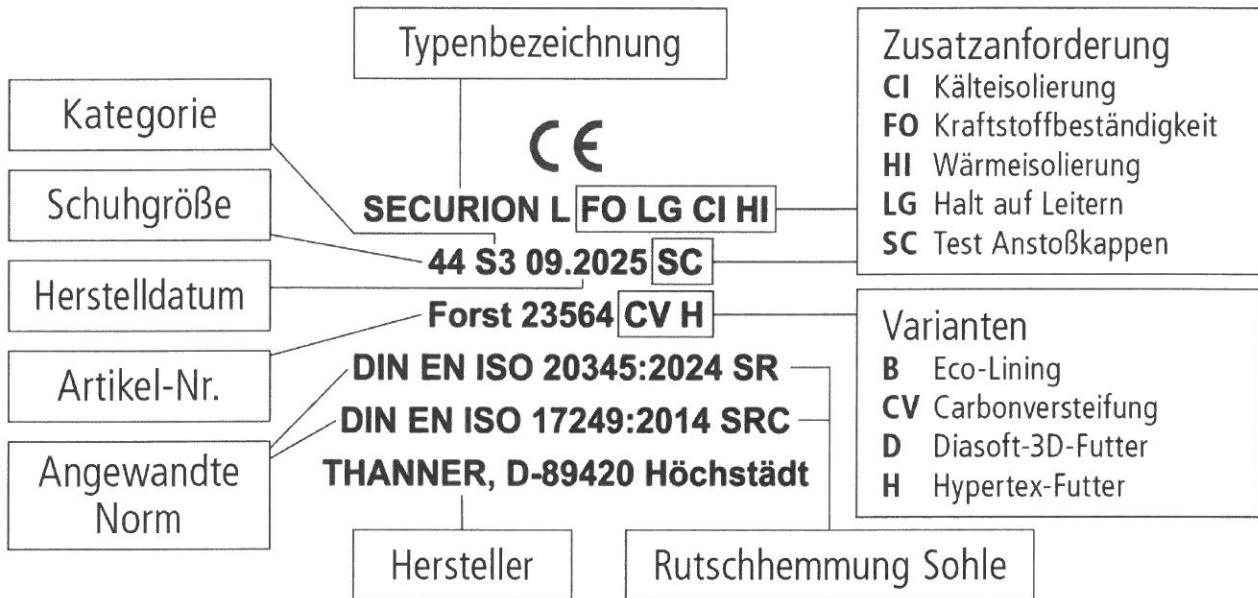 Typenbezeichnung
Kategorie
Schuhgröße
Herstelldatum
Artikel-Nr.
Angewandte
Norm
CE
SECURION L FO LG CI HI
44 S3 09.2025 SC
Forst 23564 CV H
DIN EN ISO 20345:2024 SR
DIN EN ISO 17249:2014 SRC
THANNER, D-89420 Höchstädt
Hersteller
Rutschhemmung Sohle
Zusatzanforderung
CI Kälteisolierung
FO Kraftstoffbeständigkeit
HI Wärmeisolierung
LG Halt auf Leitern
SC Test Anstoßkappen
Varianten
B Eco-Lining
CV Carbonversteifung
D Diasoft-3D-Futter
H Hypertex-Futter